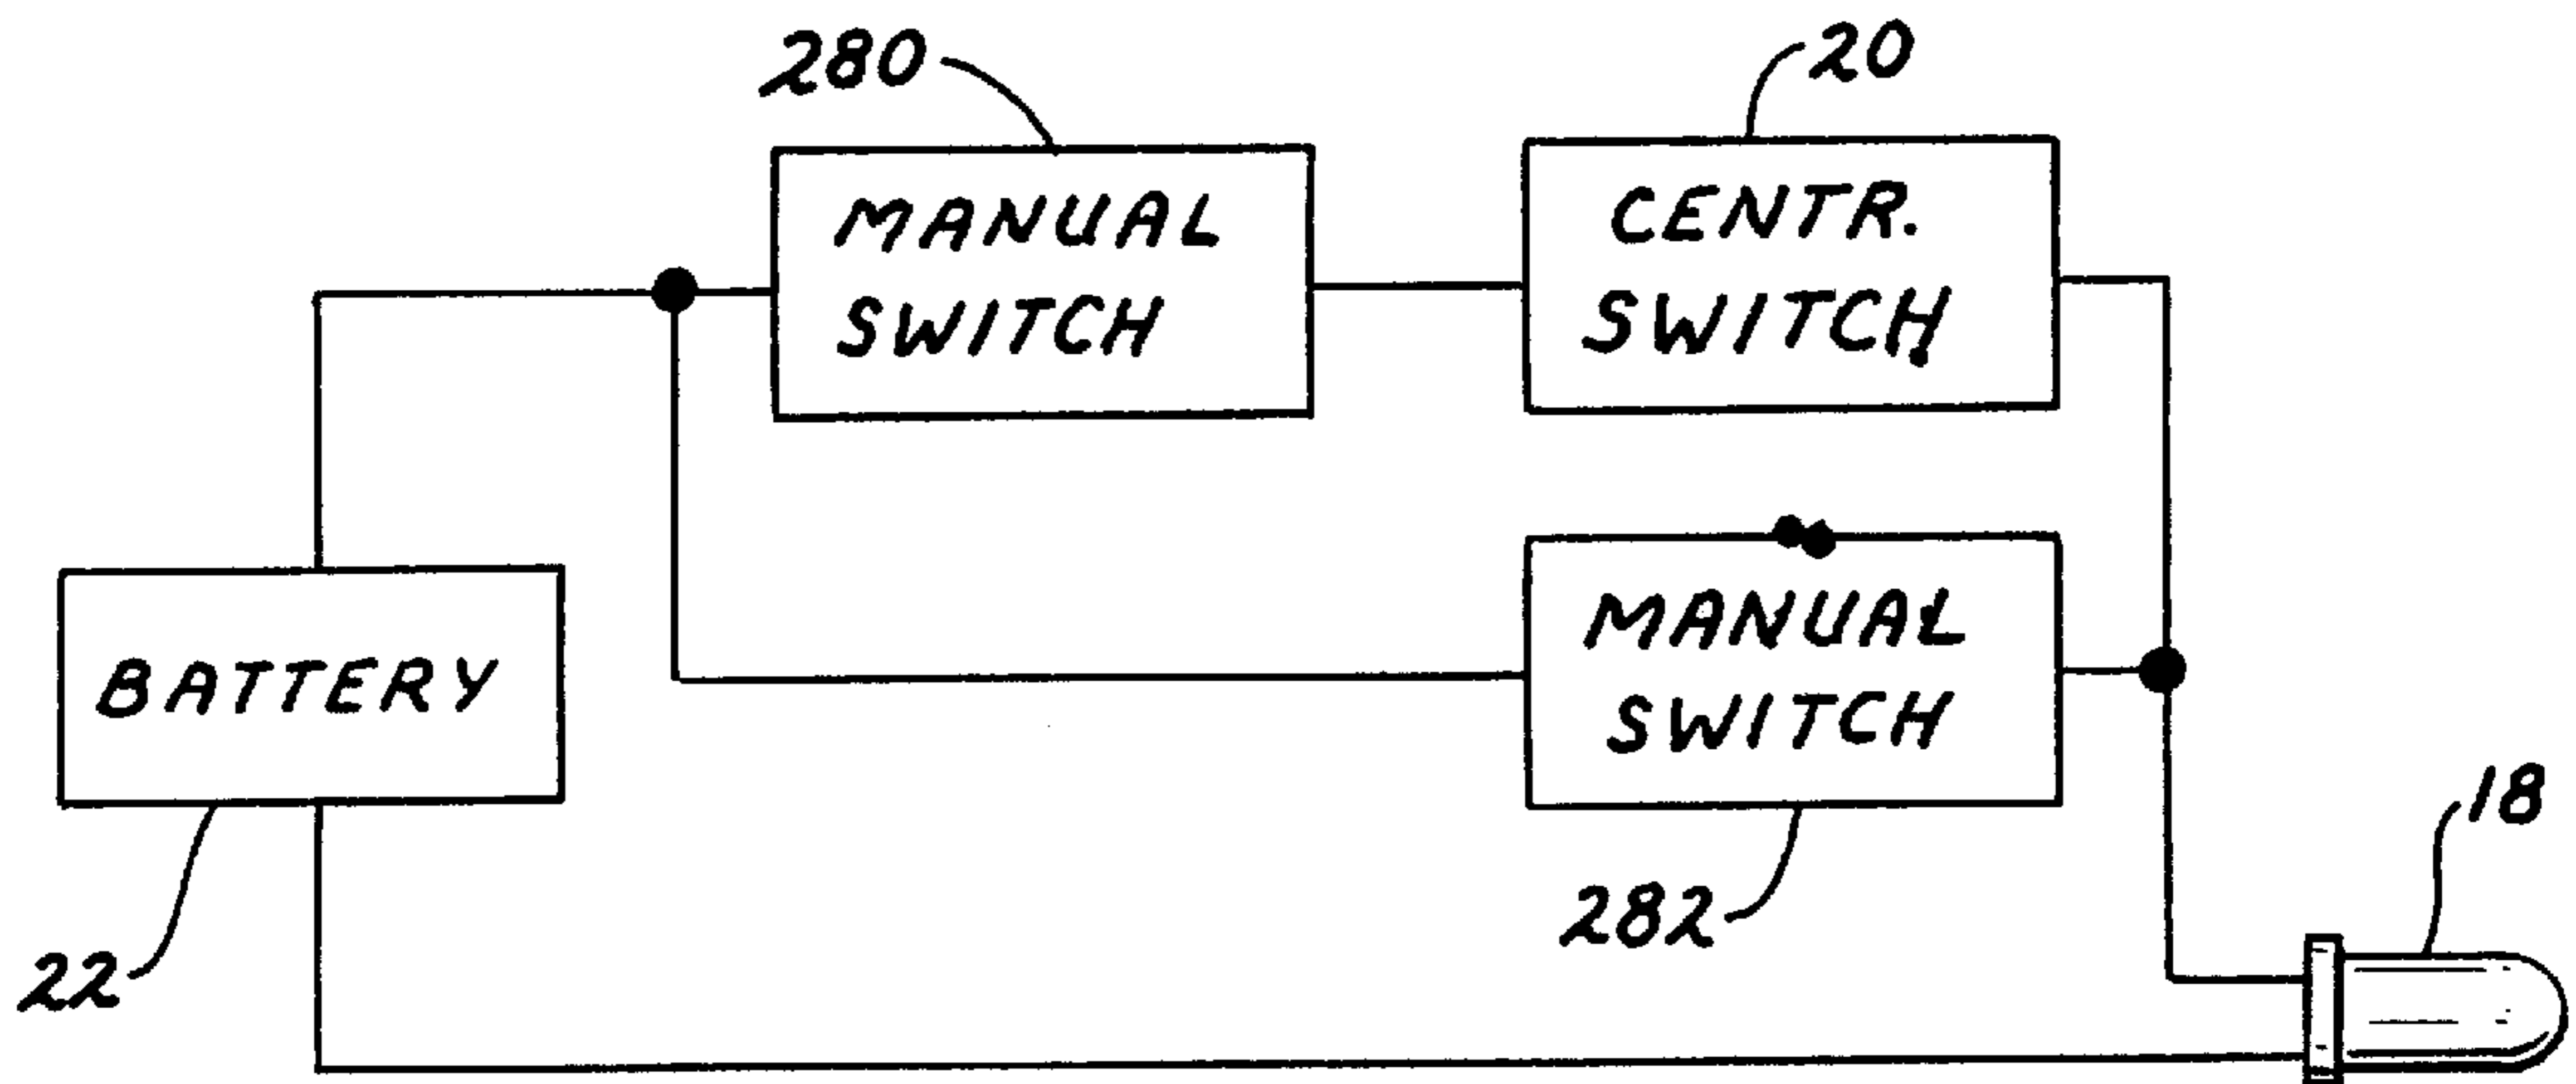 280
20
MANUAL
SWITCH
CENTR.
SWITCH
BATTERY
MANUAL
SWITCH
18
282
22